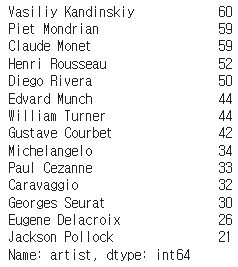 Vasiliy Kandinskiy 60
Piet Mondrian 59
Claude Monet 59
Henri Rousseau 52
Diego Rivera 50
Edvard Munch 44
William Turner 44
Gustave Courbet 42
Michelangelo 34
Paul Cezanne 33
Caravaggio 32
Georges Seurat 30
Eugene Delacroix 26
Jackson Pollock 21
Name: artist, dtype: int64